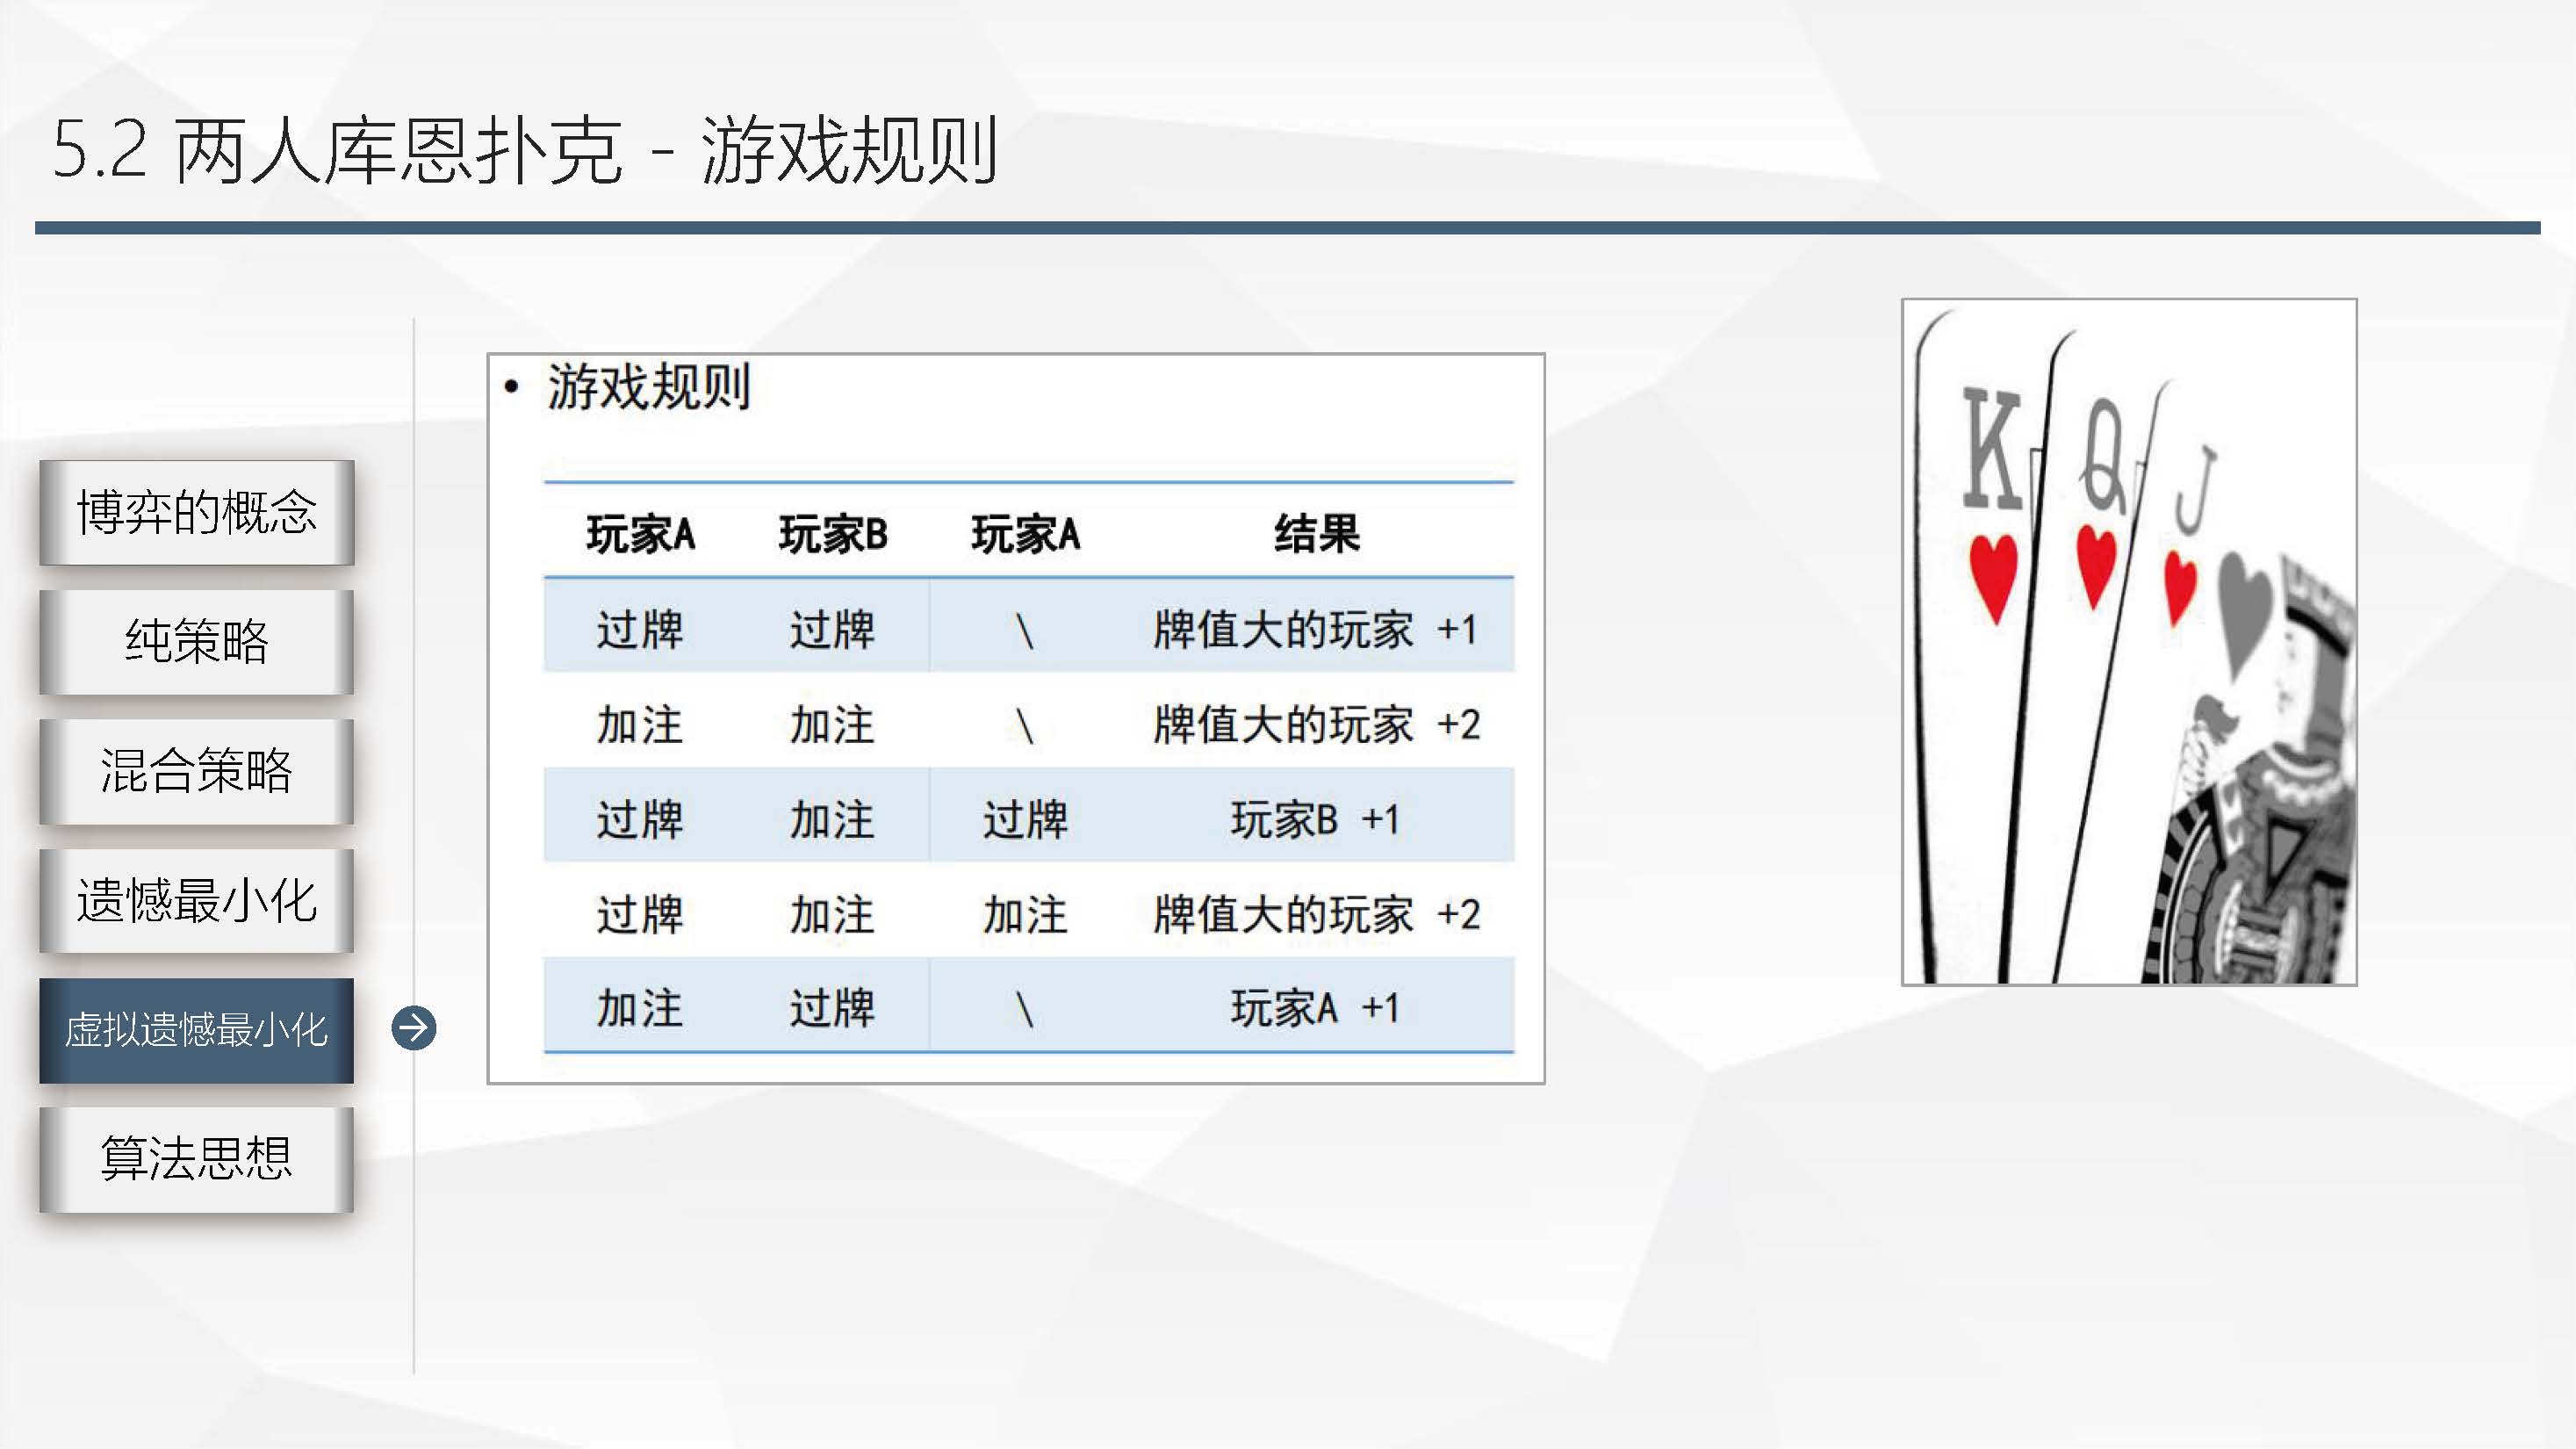 5.2 两人库恩扑克 - 游戏规则
博弈的概念
纯策略
混合策略
遗憾最小化
虚拟遗憾最小化
算法思想
• 游戏规则
玩家A 玩家B 玩家A 结果
过牌 过牌 \ 牌值大的玩家 +1
加注 加注 \ 牌值大的玩家 +2
过牌 加注 过牌 玩家B +1
过牌 加注 加注 牌值大的玩家 +2
加注 过牌 \ 玩家A +1
K Q J